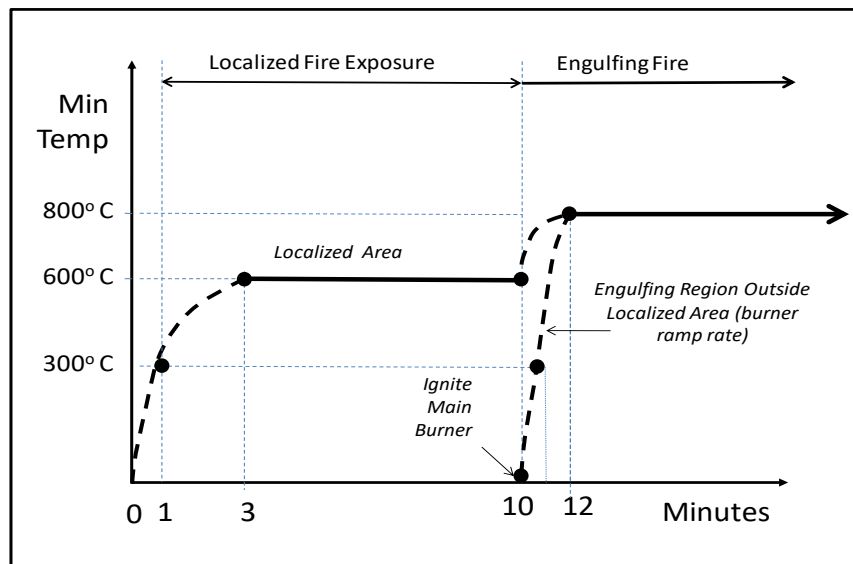 Localized Fire Exposure
Engulfing Fire
Min
Temp
800° C
600° C
300° C
Localized Area
Engulfing Region Outside
Localized Area (burner
ramp rate)
Ignite
Main
Burner
0
1
3
10
12
Minutes